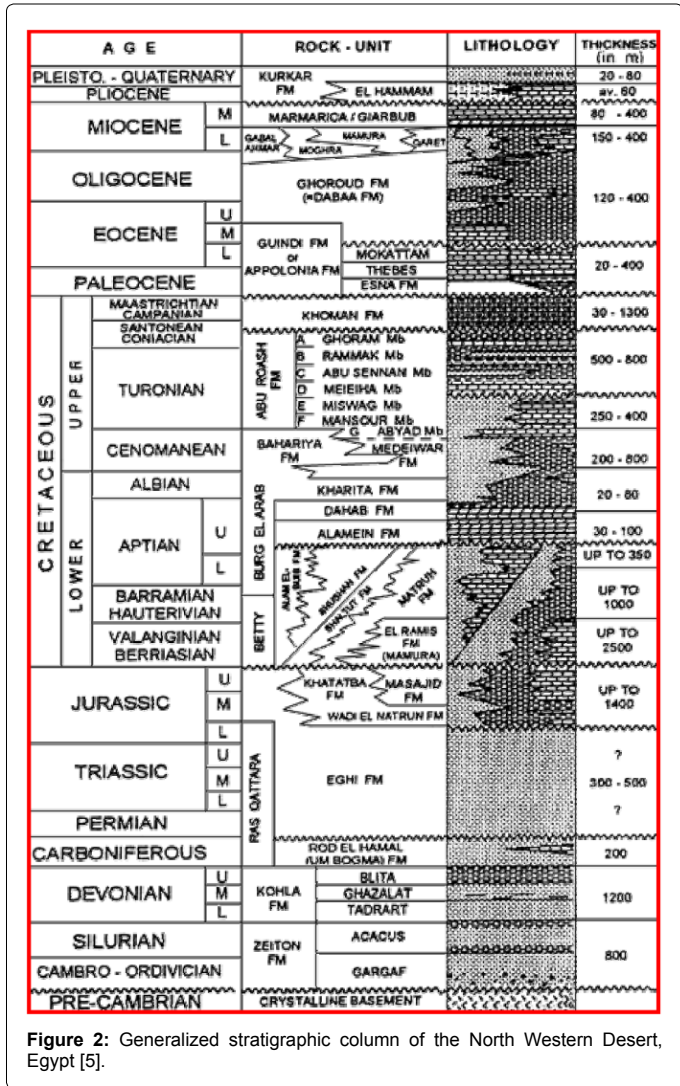 AGE
ROCK - UNIT
LITHOLOGY
THICKNESS
(in m)
PLEISTO. - QUATERNARY
KURKAR
FM
EL HAMMAM
20 - 80
PLIOCENE
av. 60
MIOCENE
M
MARMARICA / GIARBUB
80 - 400
L
GABAL
AHMAR
MOGHRA
MAMURA
GARET
150 - 400
OLIGOCENE
GHOROUD FM
(=DABAA FM)
120 - 400
EOCENE
U
M
L
GUINDI FM
or
APPOLONIA FM
MOKATTAM
THEBES
ESNA FM
20 - 400
PALEOCENE
CRETACEOUS
UPPER
MAASTRICHTIAN
CAMPANIAN
KHOMAN FM
30 - 1300
SANTONEAN
CONIACIAN
TURONIAN
ABU ROASH
FM
A GHORAM Mb
B RAMMAK Mb
C ABU SENNAN Mb
D MEIEIHA Mb
E MISWAG Mb
F MANSOUR Mb
500 - 800
250 - 400
CENOMANEAN
BAHARIYA
FM
G ABYAD Mb
MEDEIWAR
FM
200 - 800
LOWER
ALBIAN
BURG EL ARAB
KHARITA FM
DAHAB FM
20 - 60
APTIAN
U
L
ALAMEIN FM
30 - 100
ALAM EL-
BUIB FM
SHUSHAN FM
MATRUH
FM
UP TO 350
BARRAMIAN
HAUTERIVIAN
BETTY
UP TO
1000
VALANGINIAN
BERRIASIAN
EL RAMIS
FM
(MAMURA)
UP TO
2500
JURASSIC
U
M
L
KHATATBA
FM
MASAJID
FM
WADI EL NATRUN FM
UP TO
1400
TRIASSIC
U
M
L
RAS QATTARA
EGHI FM
?
300 - 500
?
PERMIAN
CARBONIFEROUS
ROD EL HAMAL
(UM BOGMA) FM
200
DEVONIAN
U
M
L
KOHLA
FM
BLITA
GHAZALAT
TADRART
1200
SILURIAN
ZEITON
FM
ACACUS
800
CAMBRO - ORDIVICIAN
GARGAF
PRE-CAMBRIAN
CRYSTALLINE BASEMENT
Figure 2: Generalized stratigraphic column of the North Western Desert,
Egypt [5].